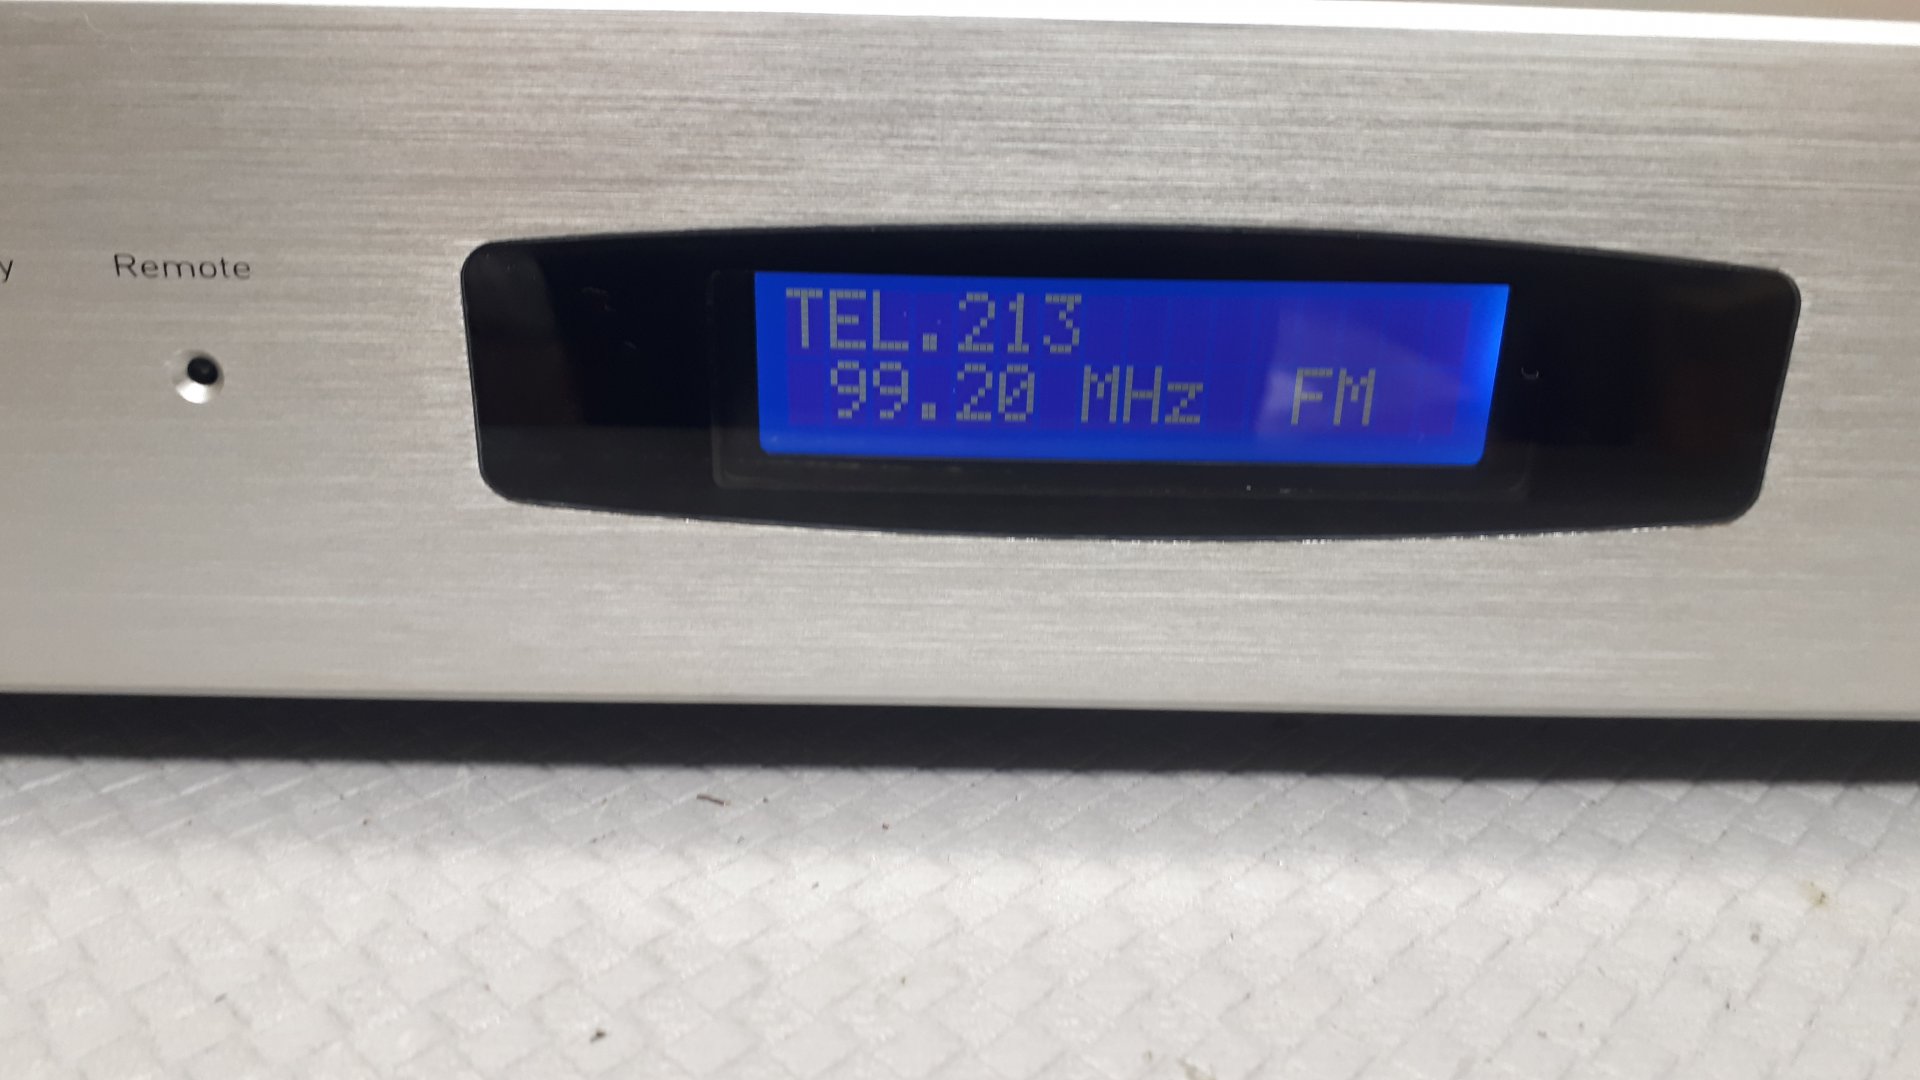 Remote
TEL.213
99.20 MHz FM